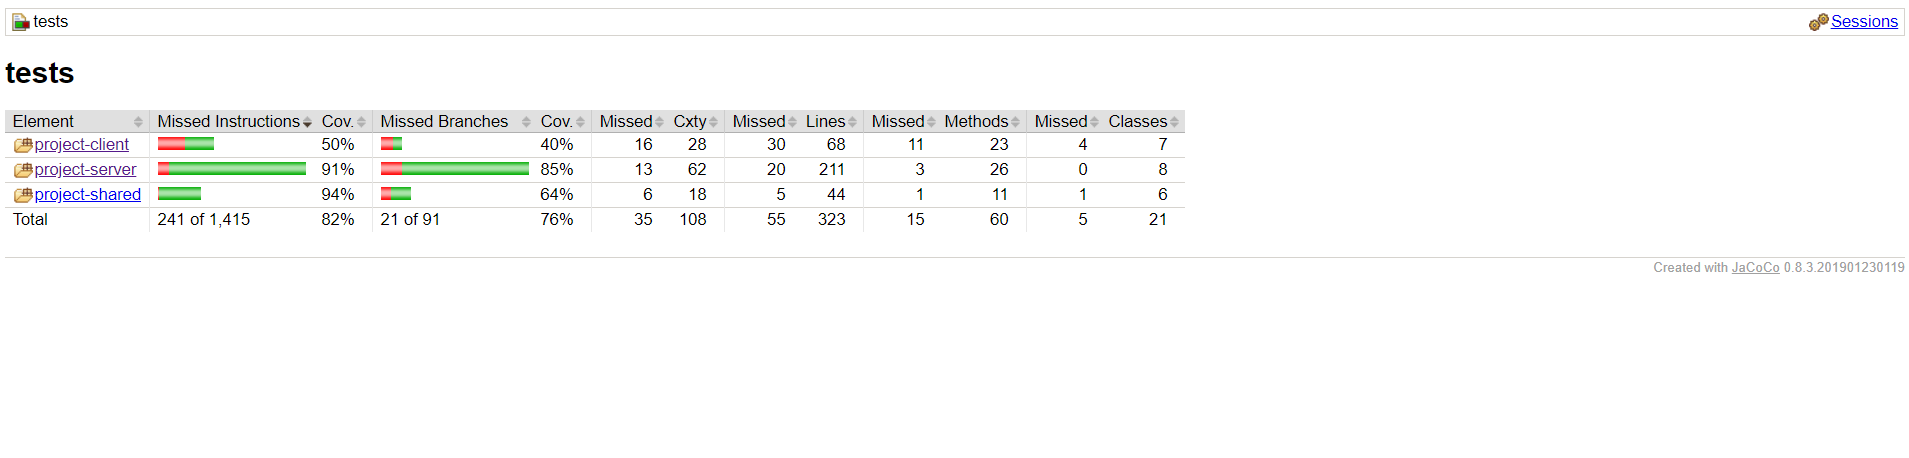 tests Sessions
tests
Element Missed Instructions Cov. Missed Branches Cov. Missed Cxty Missed Lines Missed Methods Missed Classes
project-client 50% 40% 16 28 30 68 11 23 4 7
project-server 91% 85% 13 62 20 211 3 26 0 8
project-shared 94% 64% 6 18 5 44 1 11 1 6
Total 241 of 1,415 82% 21 of 91 76% 35 108 55 323 15 60 5 21
Created with JaCoCo 0.8.3.201901230119